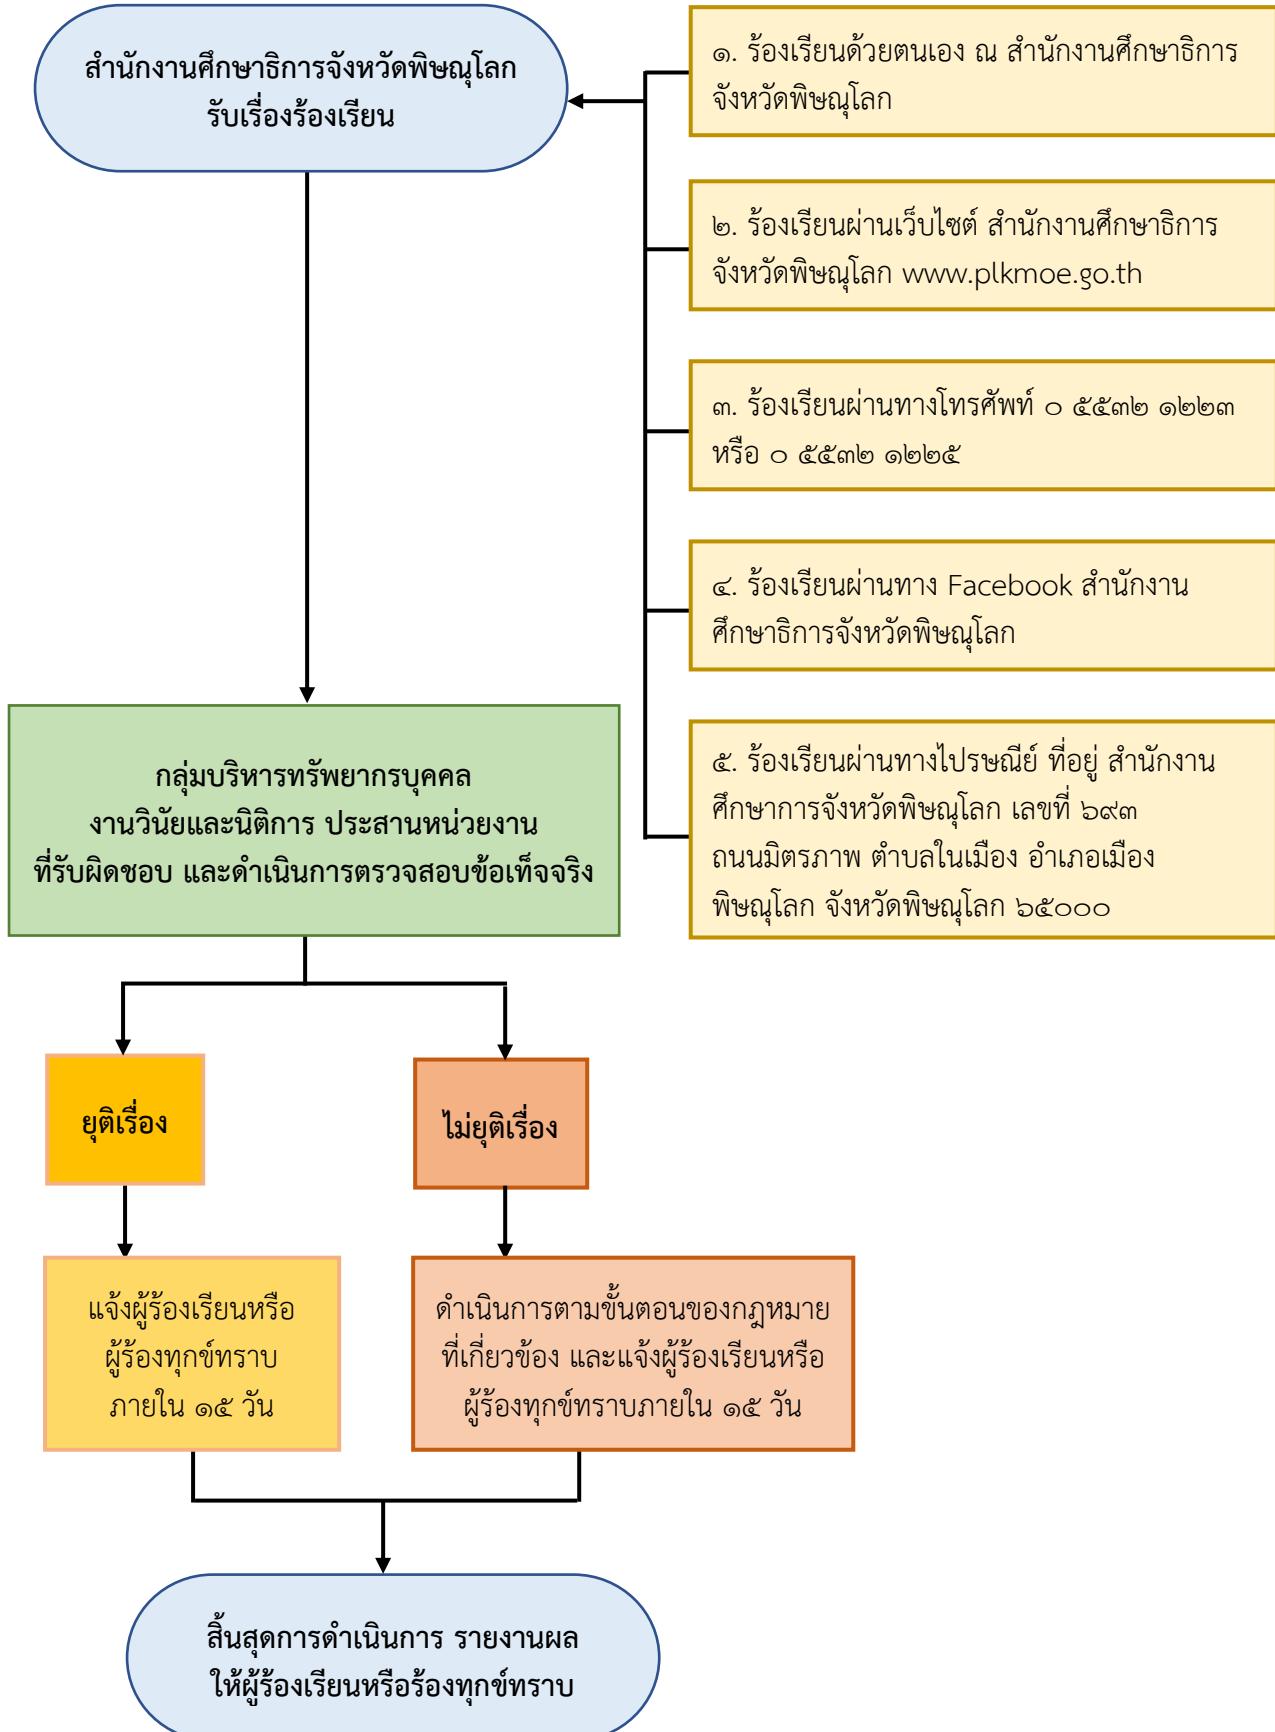 สำนักงานศึกษาธิการจังหวัดพิษณุโลก
รับเรื่องร้องเรียน
๑. ร้องเรียนด้วยตนเอง ณ สำนักงานศึกษาธิการ
จังหวัดพิษณุโลก
๒. ร้องเรียนผ่านเว็บไซต์ สำนักงานศึกษาธิการ
จังหวัดพิษณุโลก www.plkmoe.go.th
๓. ร้องเรียนผ่านทางโทรศัพท์ ๐ ๕๕๓๒ ๑๒๒๓
หรือ ๐ ๕๕๓๒ ๑๒๒๕
๔. ร้องเรียนผ่านทาง Facebook สำนักงาน
ศึกษาธิการจังหวัดพิษณุโลก
๕. ร้องเรียนผ่านทางไปรษณีย์ ที่อยู่ สำนักงาน
ศึกษาการจังหวัดพิษณุโลก เลขที่ ๖๙๓
ถนนมิตรภาพ ตำบลในเมือง อำเภอเมือง
พิษณุโลก จังหวัดพิษณุโลก ๖๕๐๐๐
กลุ่มบริหารทรัพยากรบุคคล
งานวินัยและนิติการ ประสานหน่วยงาน
ที่รับผิดชอบ และดำเนินการตรวจสอบข้อเท็จจริง
ยุติเรื่อง
ไม่ยุติเรื่อง
แจ้งผู้ร้องเรียนหรือ
ผู้ร้องทุกข์ทราบ
ภายใน ๑๕ วัน
ดำเนินการตามขั้นตอนของกฎหมาย
ที่เกี่ยวข้อง และแจ้งผู้ร้องเรียนหรือ
ผู้ร้องทุกข์ทราบภายใน ๑๕ วัน
สิ้นสุดการดำเนินการ รายงานผล
ให้ผู้ร้องเรียนหรือร้องทุกข์ทราบ